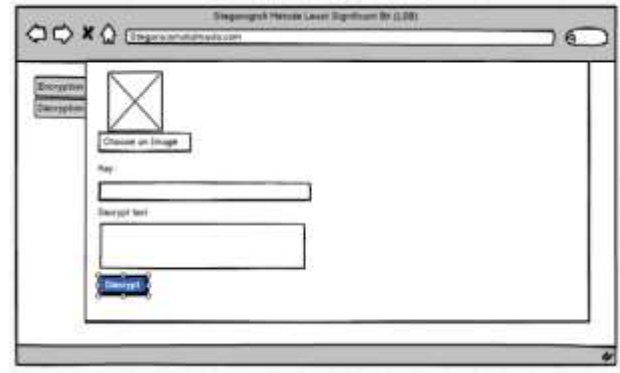 Steganografi Metode Least Significant Bit (LSB)
Encryption
Decryption
Choose an Image
Key
Decrypt text
Decrypt